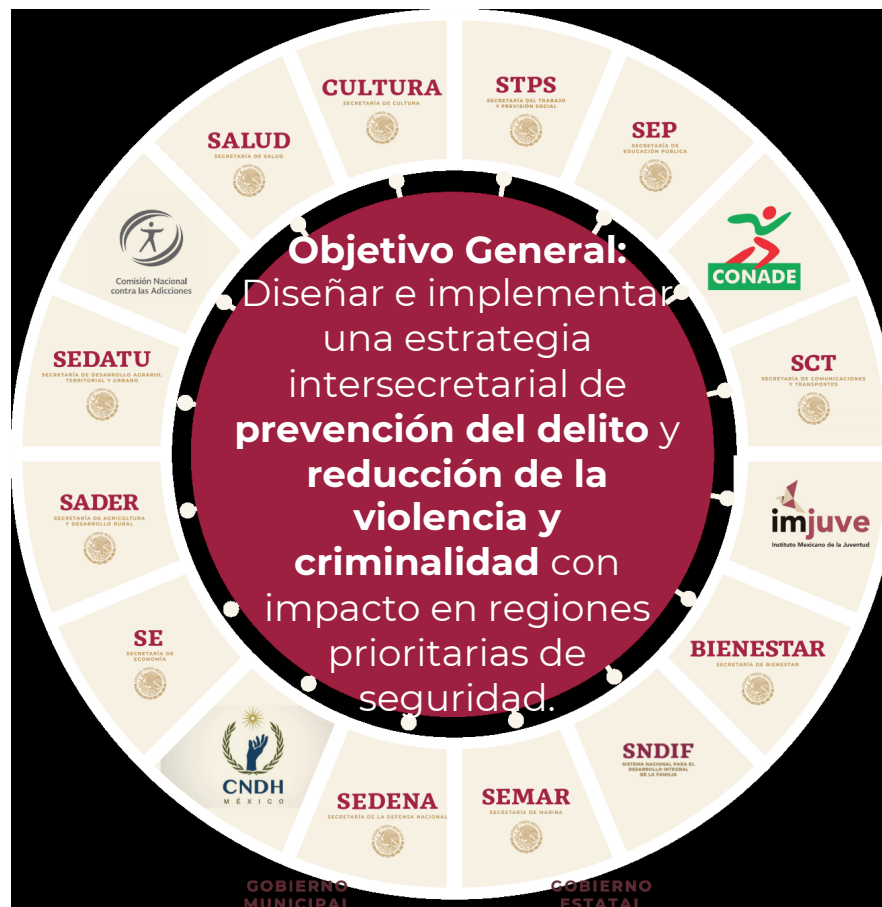 CULTURA
SECRETARÍA DE CULTURA
STPS
SECRETARÍA DEL TRABAJO
Y PREVISIÓN SOCIAL
SEP
SECRETARÍA DE
EDUCACIÓN PÚBLICA
CONADE
SCT
SECRETARÍA DE COMUNICACIONES
Y TRANSPORTES
imjuve
Instituto Mexicano de la Juventud
BIENESTAR
SECRETARÍA DE BIENESTAR
SNDIF
SISTEMA NACIONAL PARA EL
DESARROLLO INTEGRAL
DE LA FAMILIA
SEMAR
SECRETARÍA DE MARINA
SEDENA
SECRETARÍA DE LA DEFENSA NACIONAL
CNDH
MÉXICO
SE
SECRETARÍA DE
ECONOMÍA
SADER
SECRETARÍA DE AGRICULTURA
Y DESARROLLO RURAL
SEDATU
SECRETARÍA DE DESARROLLO AGRARIO,
TERRITORIAL Y URBANO
Comisión Nacional
contra las Adicciones
SALUD
SECRETARÍA DE SALUD
Objetivo General:
Diseñar e implementar
una estrategia
intersecretarial de
prevención del delito y
reducción de la
violencia y
criminalidad con
impacto en regiones
prioritarias de
seguridad.
GOBIERNO
MUNICIPAL
GOBIERNO
ESTATAL